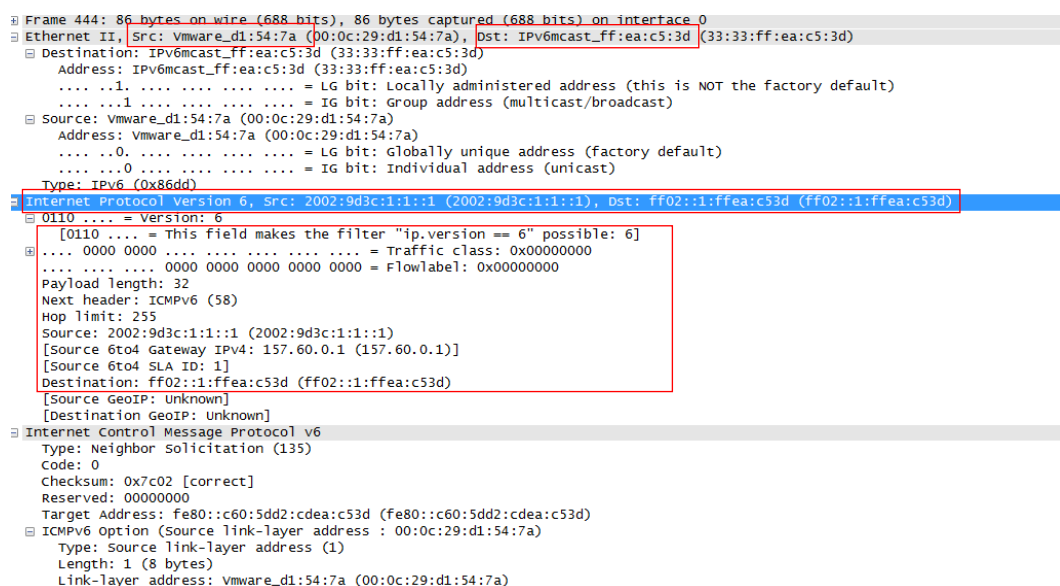 Frame 444: 86 bytes on wire (688 bits), 86 bytes captured (688 bits) on interface 0
Ethernet II, Src: Vmware_d1:54:7a (00:0c:29:d1:54:7a), Dst: IPv6mcast_ff:ea:c5:3d (33:33:ff:ea:c5:3d)
Destination: IPv6mcast_ff:ea:c5:3d (33:33:ff:ea:c5:3d)
Address: IPv6mcast_ff:ea:c5:3d (33:33:ff:ea:c5:3d)
.... ..1. .... .... .... .... = LG bit: Locally administered address (this is NOT the factory default)
.... ...1 .... .... .... .... = IG bit: Group address (multicast/broadcast)
Source: Vmware_d1:54:7a (00:0c:29:d1:54:7a)
Address: Vmware_d1:54:7a (00:0c:29:d1:54:7a)
.... ..0. .... .... .... .... = LG bit: Globally unique address (factory default)
.... ...0 .... .... .... .... = IG bit: Individual address (unicast)
Type: IPv6 (0x86dd)
Internet Protocol Version 6, Src: 2002:9d3c:1:1::1 (2002:9d3c:1:1::1), Dst: ff02::1:ffea:c53d (ff02::1:ffea:c53d)
0110 .... = Version: 6
[0110 .... = This field makes the filter "ip.version == 6" possible: 6]
.... 0000 0000 .... .... .... .... .... = Traffic class: 0x00000000
.... .... .... 0000 0000 0000 0000 0000 = Flowlabel: 0x00000000
Payload length: 32
Next header: ICMPv6 (58)
Hop limit: 255
Source: 2002:9d3c:1:1::1 (2002:9d3c:1:1::1)
[Source 6to4 Gateway IPv4: 157.60.0.1 (157.60.0.1)]
[Source 6to4 SLA ID: 1]
Destination: ff02::1:ffea:c53d (ff02::1:ffea:c53d)
[Source GeoIP: Unknown]
[Destination GeoIP: Unknown]
Internet Control Message Protocol v6
Type: Neighbor Solicitation (135)
Code: 0
Checksum: 0x7c02 [correct]
Reserved: 00000000
Target Address: fe80::c60:5dd2:cdea:c53d (fe80::c60:5dd2:cdea:c53d)
ICMPv6 Option (Source link-layer address : 00:0c:29:d1:54:7a)
Type: Source link-layer address (1)
Length: 1 (8 bytes)
Link-layer address: Vmware_d1:54:7a (00:0c:29:d1:54:7a)